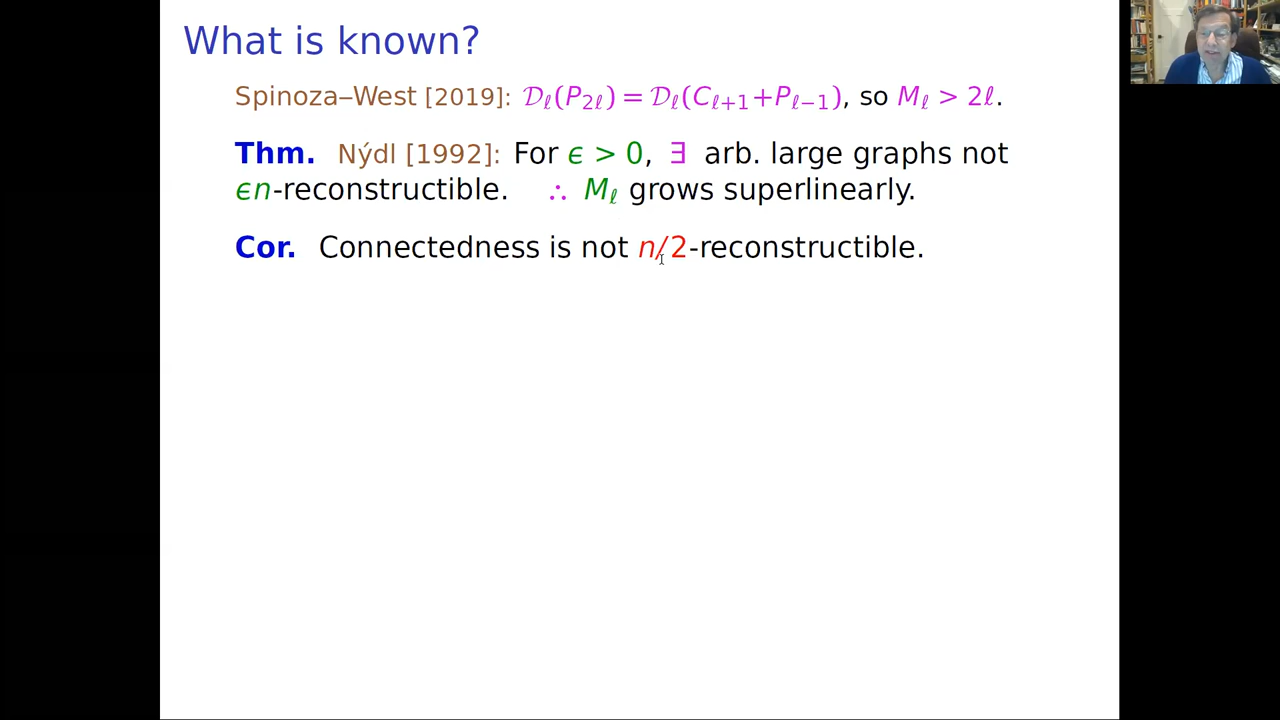 What is known?
Spinoza–West [2019]: 𝒟ℓ(P2ℓ) = 𝒟ℓ(Cℓ+1+Pℓ−1), so Mℓ > 2ℓ.
Thm. Nýdl [1992]: For ϵ > 0, ∃ arb. large graphs not
ϵn-reconstructible. ∴ Mℓ grows superlinearly.
Cor. Connectedness is not n/2-reconstructible.